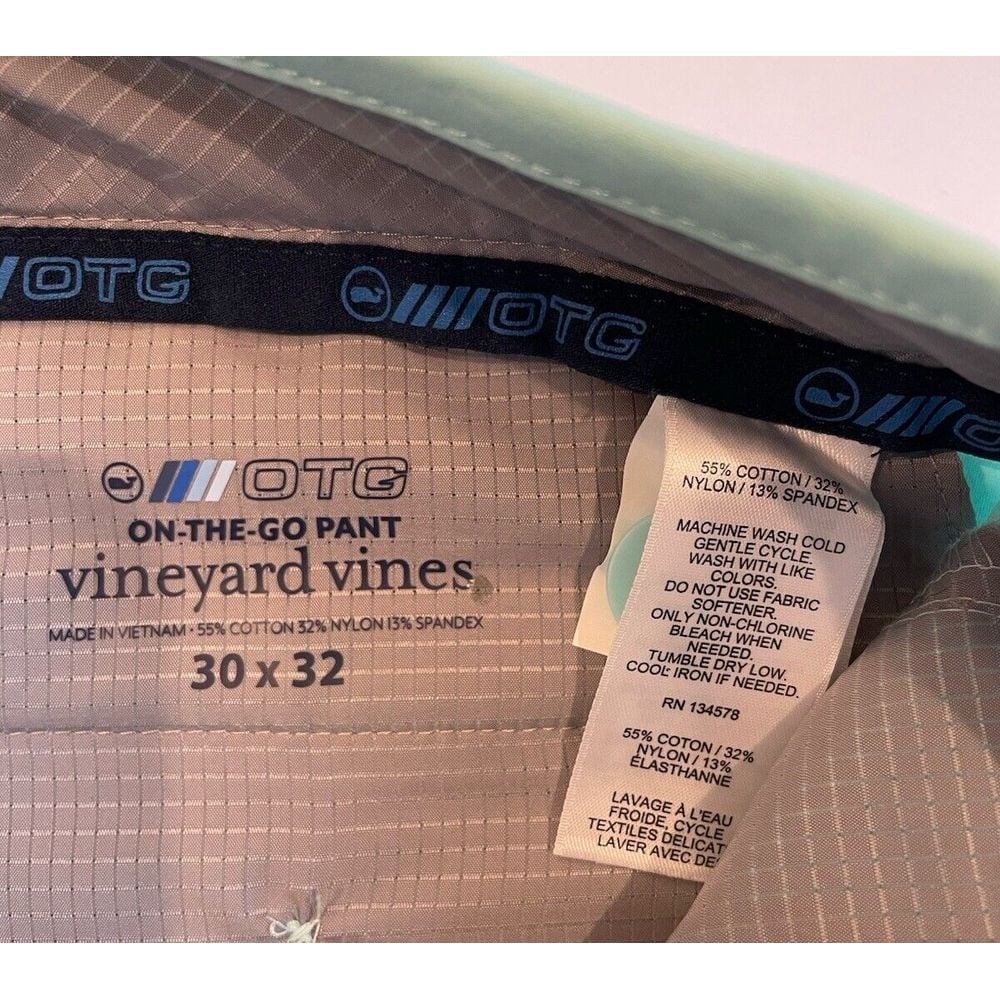 OTG
OTG
OTG
ON-THE-GO PANT
vineyard vines
MADE IN VIETNAM · 55% COTTON 32% NYLON 13% SPANDEX
30 x 32
55% COTTON / 32%
NYLON / 13% SPANDEX
MACHINE WASH COLD
GENTLE CYCLE.
WASH WITH LIKE
COLORS.
DO NOT USE FABRIC
SOFTENER.
ONLY NON-CHLORINE
BLEACH WHEN
NEEDED.
TUMBLE DRY LOW.
COOL IRON IF NEEDED.
RN 134578
55% COTON / 32%
NYLON / 13%
ÉLASTHANNE
LAVAGE À L'EAU
FROIDE, CYCLE
TEXTILES DÉLICAT
LAVER AVEC DE